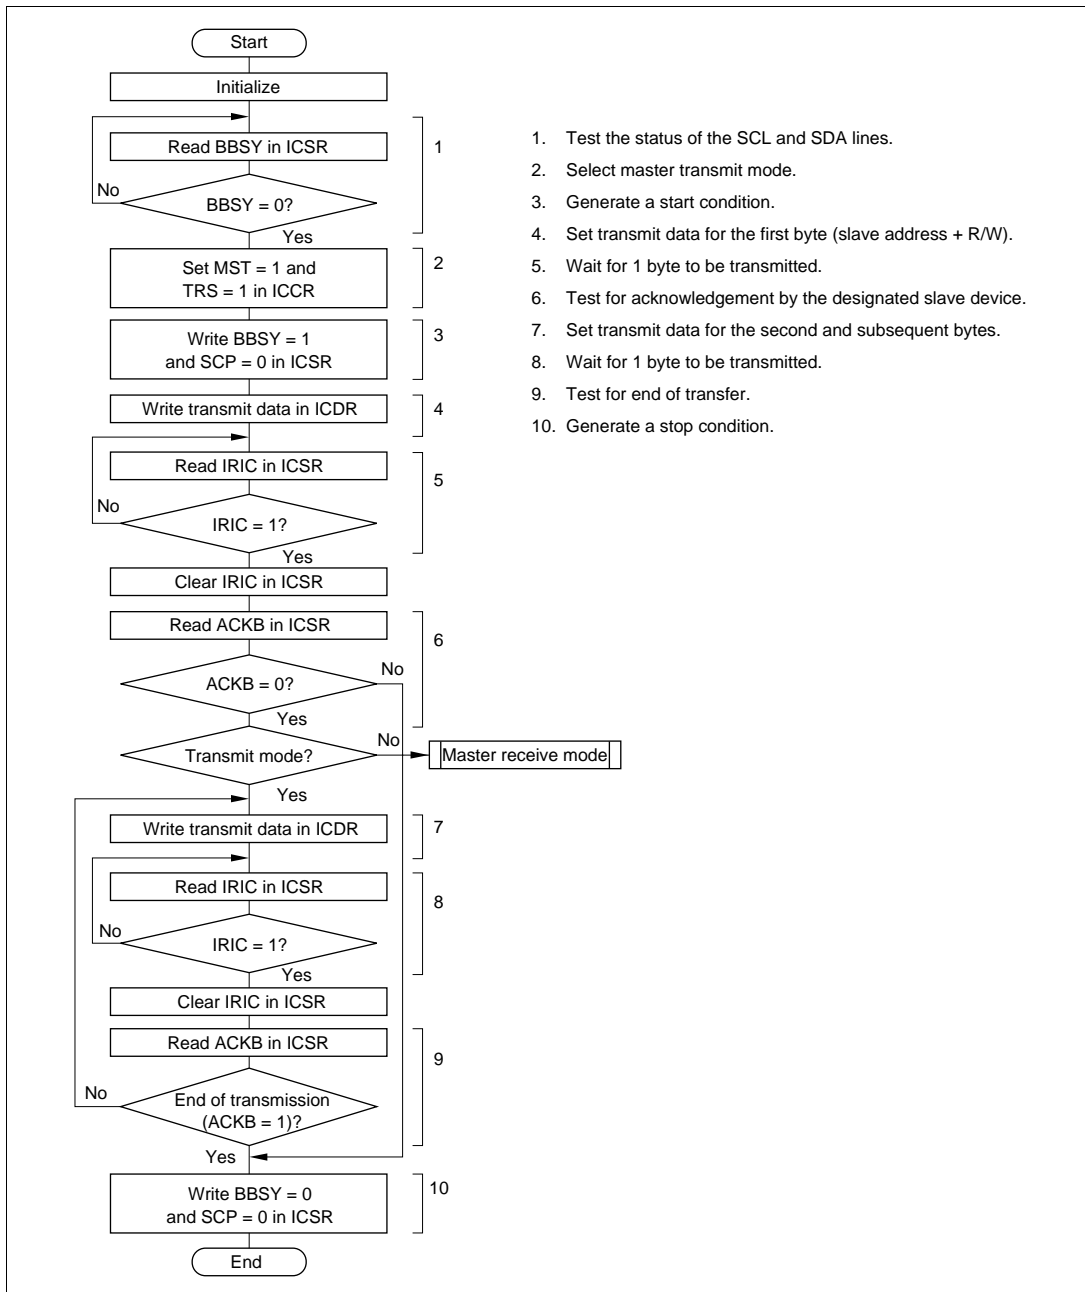 Start
Initialize
Read BBSY in ICSR
1
No
BBSY = 0?
Yes
Set MST = 1 and
TRS = 1 in ICCR
2
Write BBSY = 1
and SCP = 0 in ICSR
3
Write transmit data in ICDR
4
Read IRIC in ICSR
5
No
IRIC = 1?
Yes
Clear IRIC in ICSR
Read ACKB in ICSR
6
No
ACKB = 0?
Yes
No
Transmit mode?
Master receive mode
Yes
Write transmit data in ICDR
7
Read IRIC in ICSR
8
No
IRIC = 1?
Yes
Clear IRIC in ICSR
Read ACKB in ICSR
9
No
End of transmission
(ACKB = 1)?
Yes
Write BBSY = 0
and SCP = 0 in ICSR
10
End
1. Test the status of the SCL and SDA lines.
2. Select master transmit mode.
3. Generate a start condition.
4. Set transmit data for the first byte (slave address + R/W).
5. Wait for 1 byte to be transmitted.
6. Test for acknowledgement by the designated slave device.
7. Set transmit data for the second and subsequent bytes.
8. Wait for 1 byte to be transmitted.
9. Test for end of transfer.
10. Generate a stop condition.